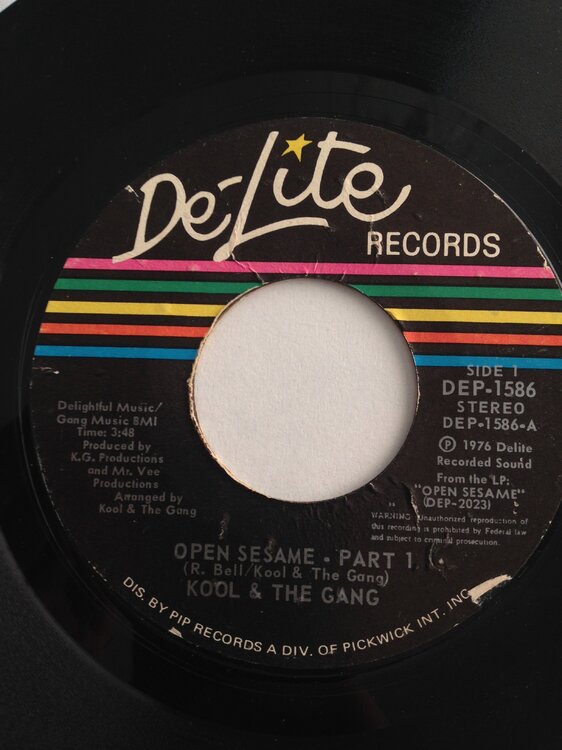 De-Lite
RECORDS
SIDE 1
DEP-1586
STEREO
DEP-1586-A
℗ 1976 Delite
Recorded Sound
From the LP:
"OPEN SESAME"
(DEP-2023)
WARNING: Unauthorized reproduction of
this recording is prohibited by Federal law
and subject to criminal prosecution.
Delightful Music/
Gang Music BMI
Time: 3:48
Produced by
K.G. Productions
and Mr. Vee
Productions
Arranged by
Kool & The Gang
OPEN SESAME - PART 1
(R. Bell/Kool & The Gang)
KOOL & THE GANG
DIS. BY PIP RECORDS A DIV. OF PICKWICK INT. INC.